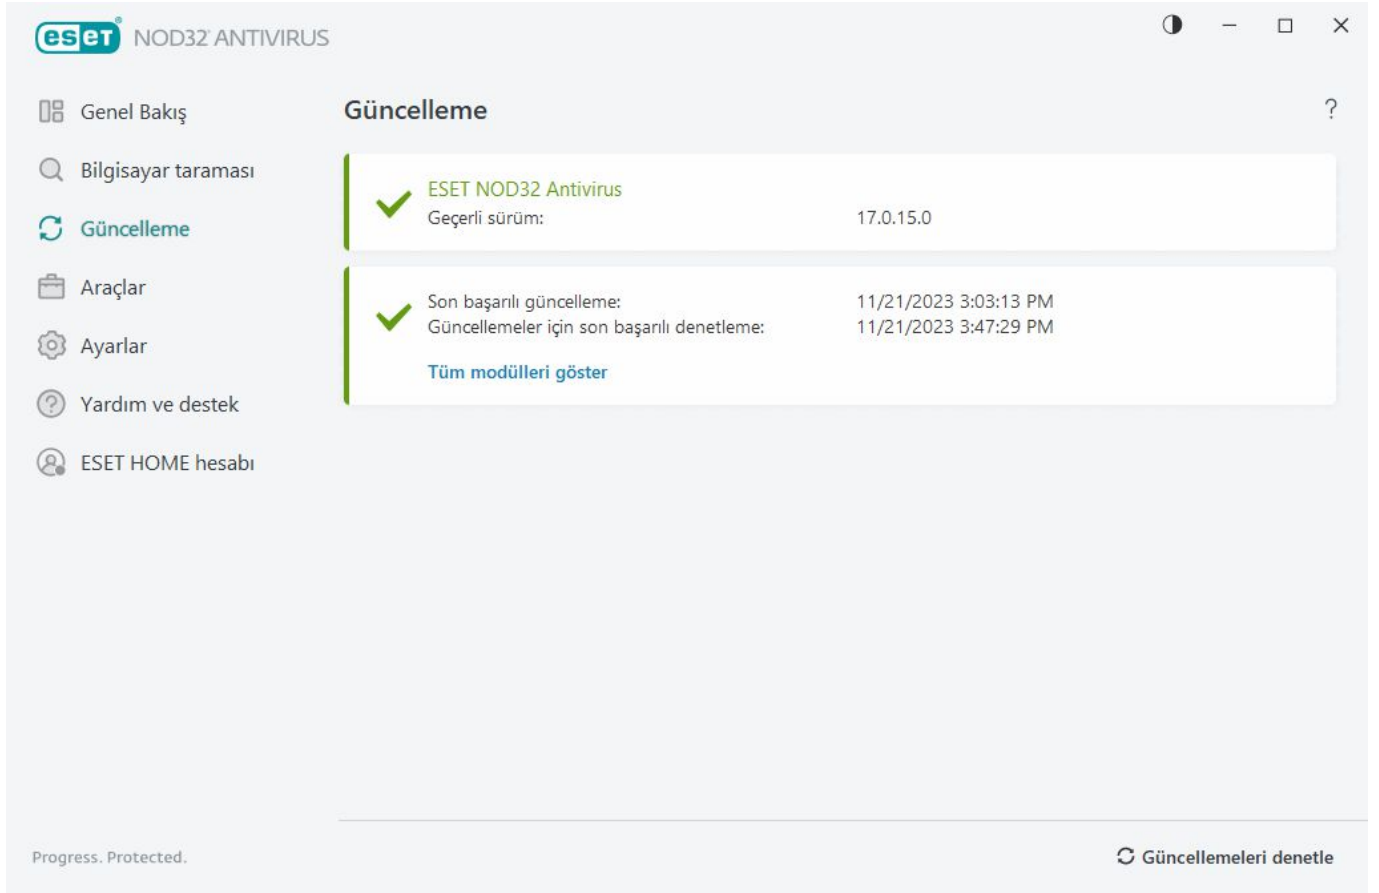 eset NOD32 ANTIVIRUS
Genel Bakış
Bilgisayar taraması
Güncelleme
Araçlar
Ayarlar
Yardım ve destek
ESET HOME hesabı
Güncelleme
?
ESET NOD32 Antivirus
Geçerli sürüm: 17.0.15.0
Son başarılı güncelleme: 11/21/2023 3:03:13 PM
Güncellemeler için son başarılı denetleme: 11/21/2023 3:47:29 PM
Tüm modülleri göster
Progress. Protected.
Güncellemeleri denetle